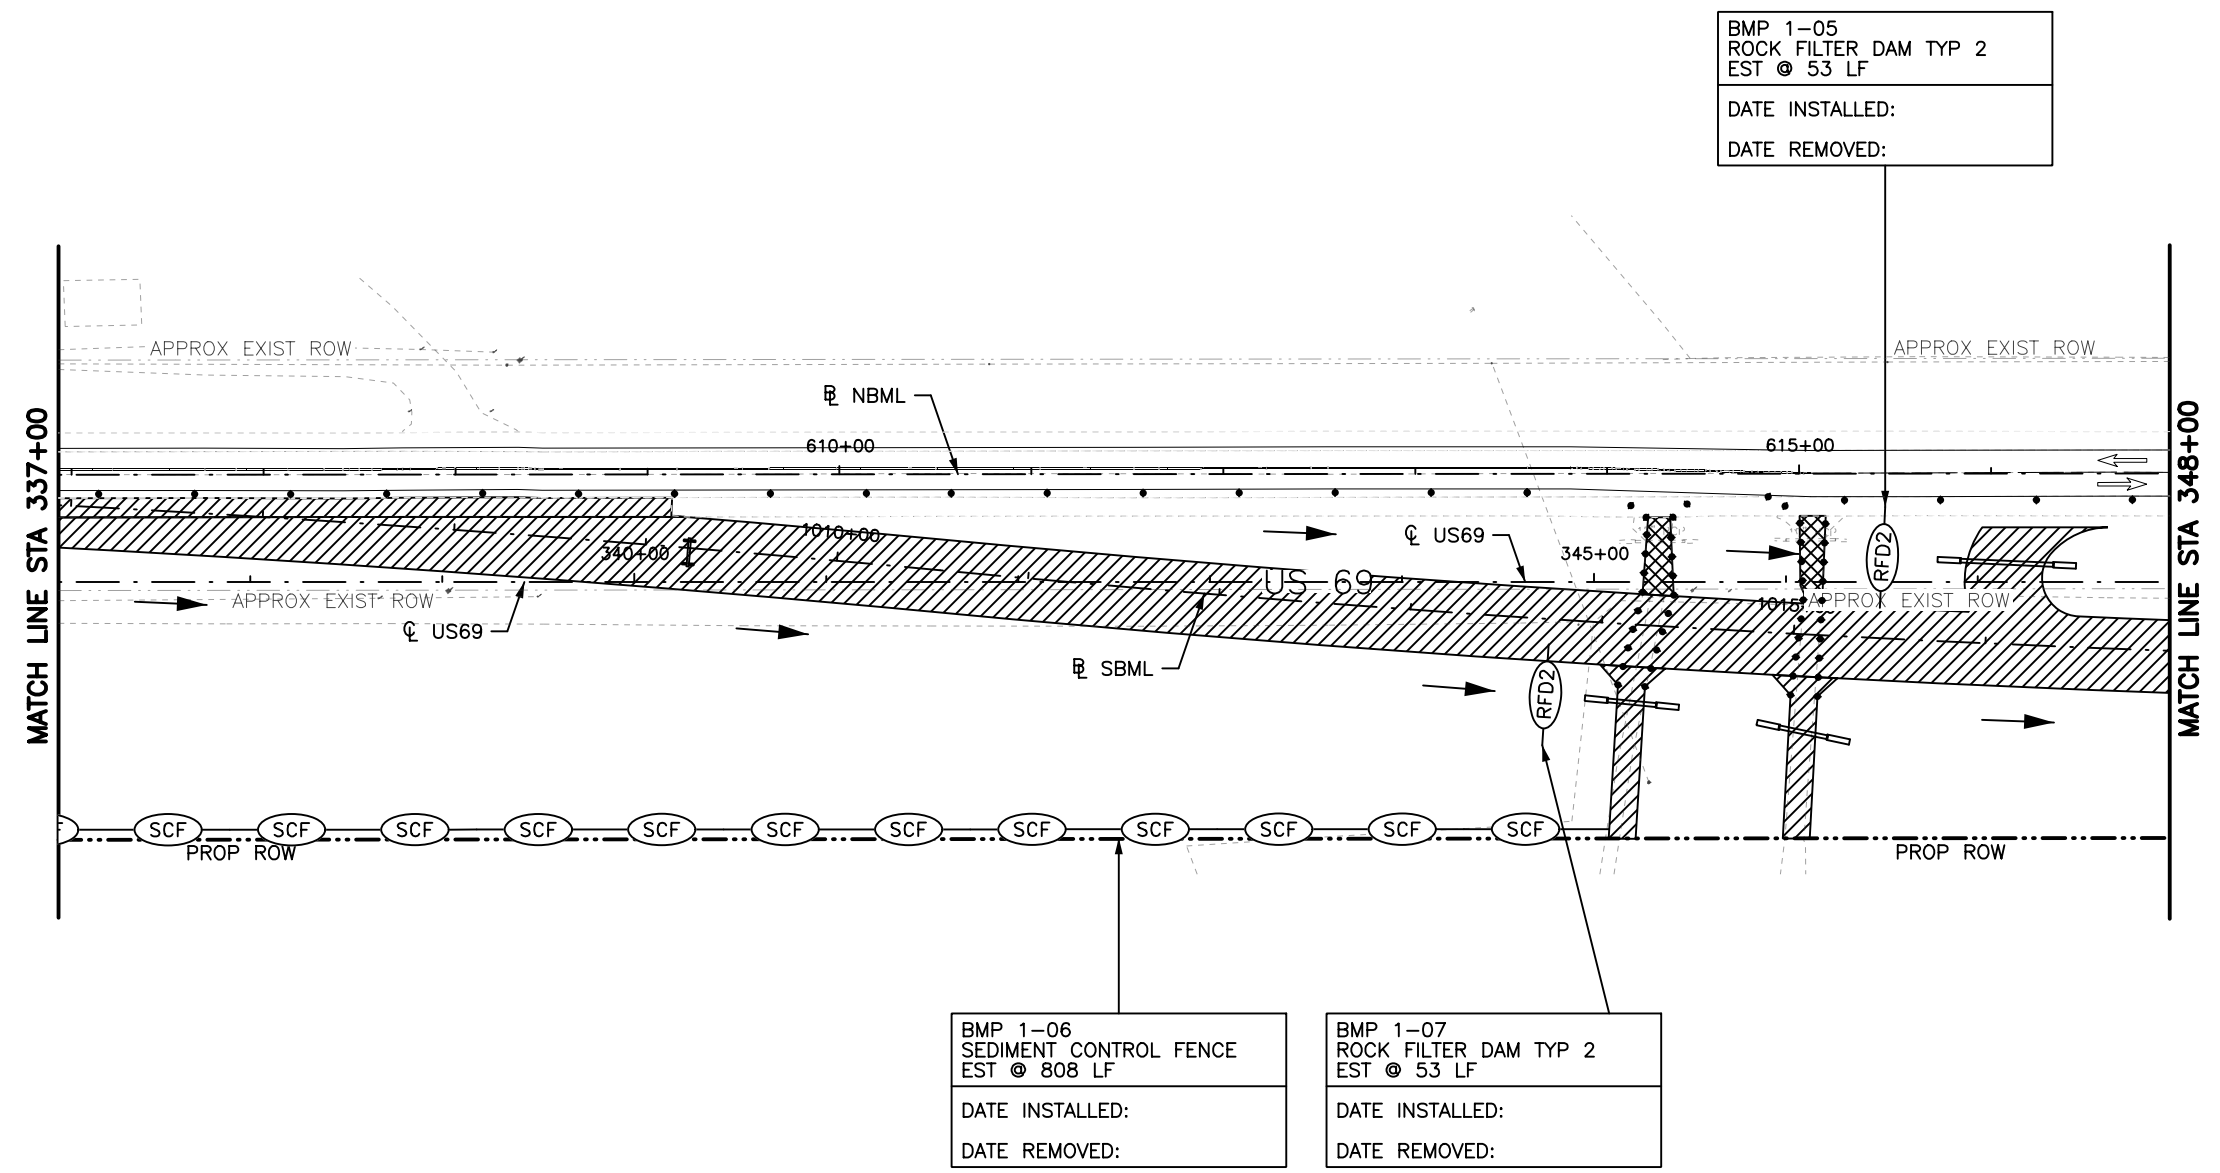 BMP 1-05
ROCK FILTER DAM TYP 2
EST @ 53 LF
DATE INSTALLED:
DATE REMOVED:
APPROX EXIST ROW
APPROX EXIST ROW
℄ NBML
610+00
615+00
MATCH LINE STA 337+00
MATCH LINE STA 348+00
1010+00
340+00
℄ US69
345+00
US 69
RFD2
APPROX EXIST ROW
1015
APPROX EXIST ROW
℄ US69
℄ SBML
RFD2
SCF
SCF
SCF
SCF
SCF
SCF
SCF
SCF
SCF
SCF
SCF
SCF
PROP ROW
PROP ROW
BMP 1-06
SEDIMENT CONTROL FENCE
EST @ 808 LF
DATE INSTALLED:
DATE REMOVED:
BMP 1-07
ROCK FILTER DAM TYP 2
EST @ 53 LF
DATE INSTALLED:
DATE REMOVED: